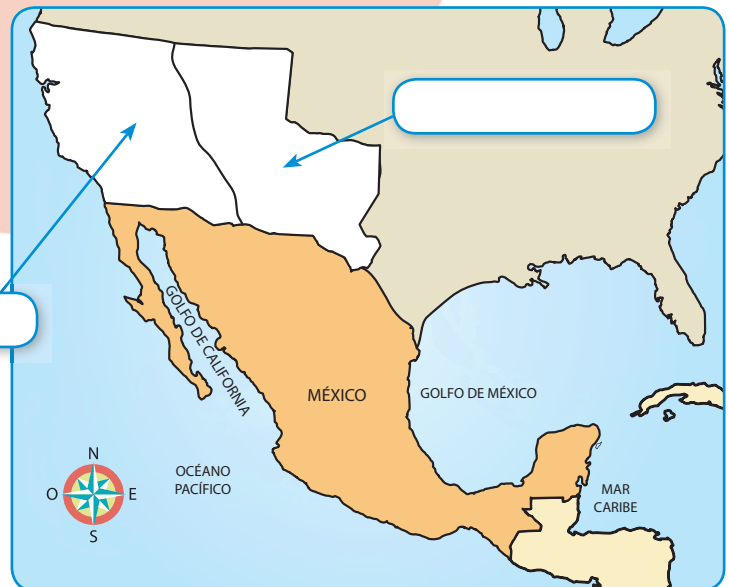 GOLFO DE CALIFORNIA
MÉXICO
GOLFO DE MÉXICO
OCÉANO
PACÍFICO
MAR
CARIBE
N
O
E
S